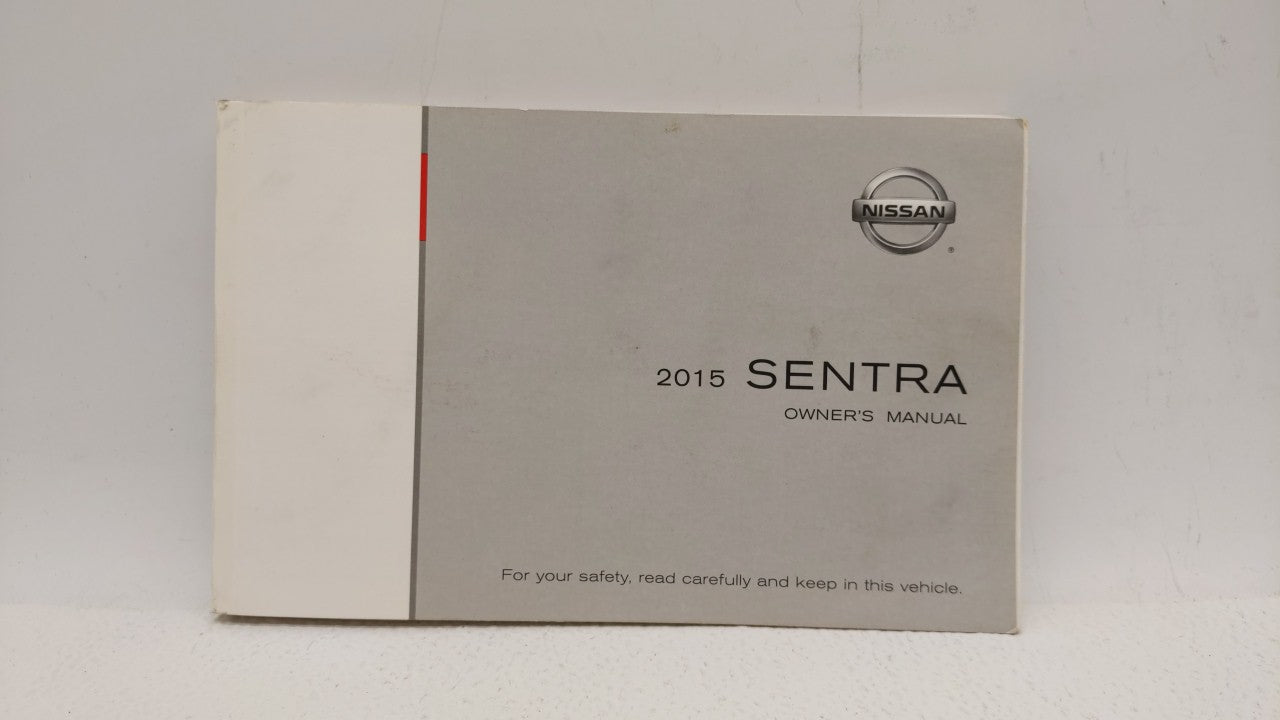 NISSAN
®
2015 SENTRA
OWNER'S MANUAL
For your safety, read carefully and keep in this vehicle.